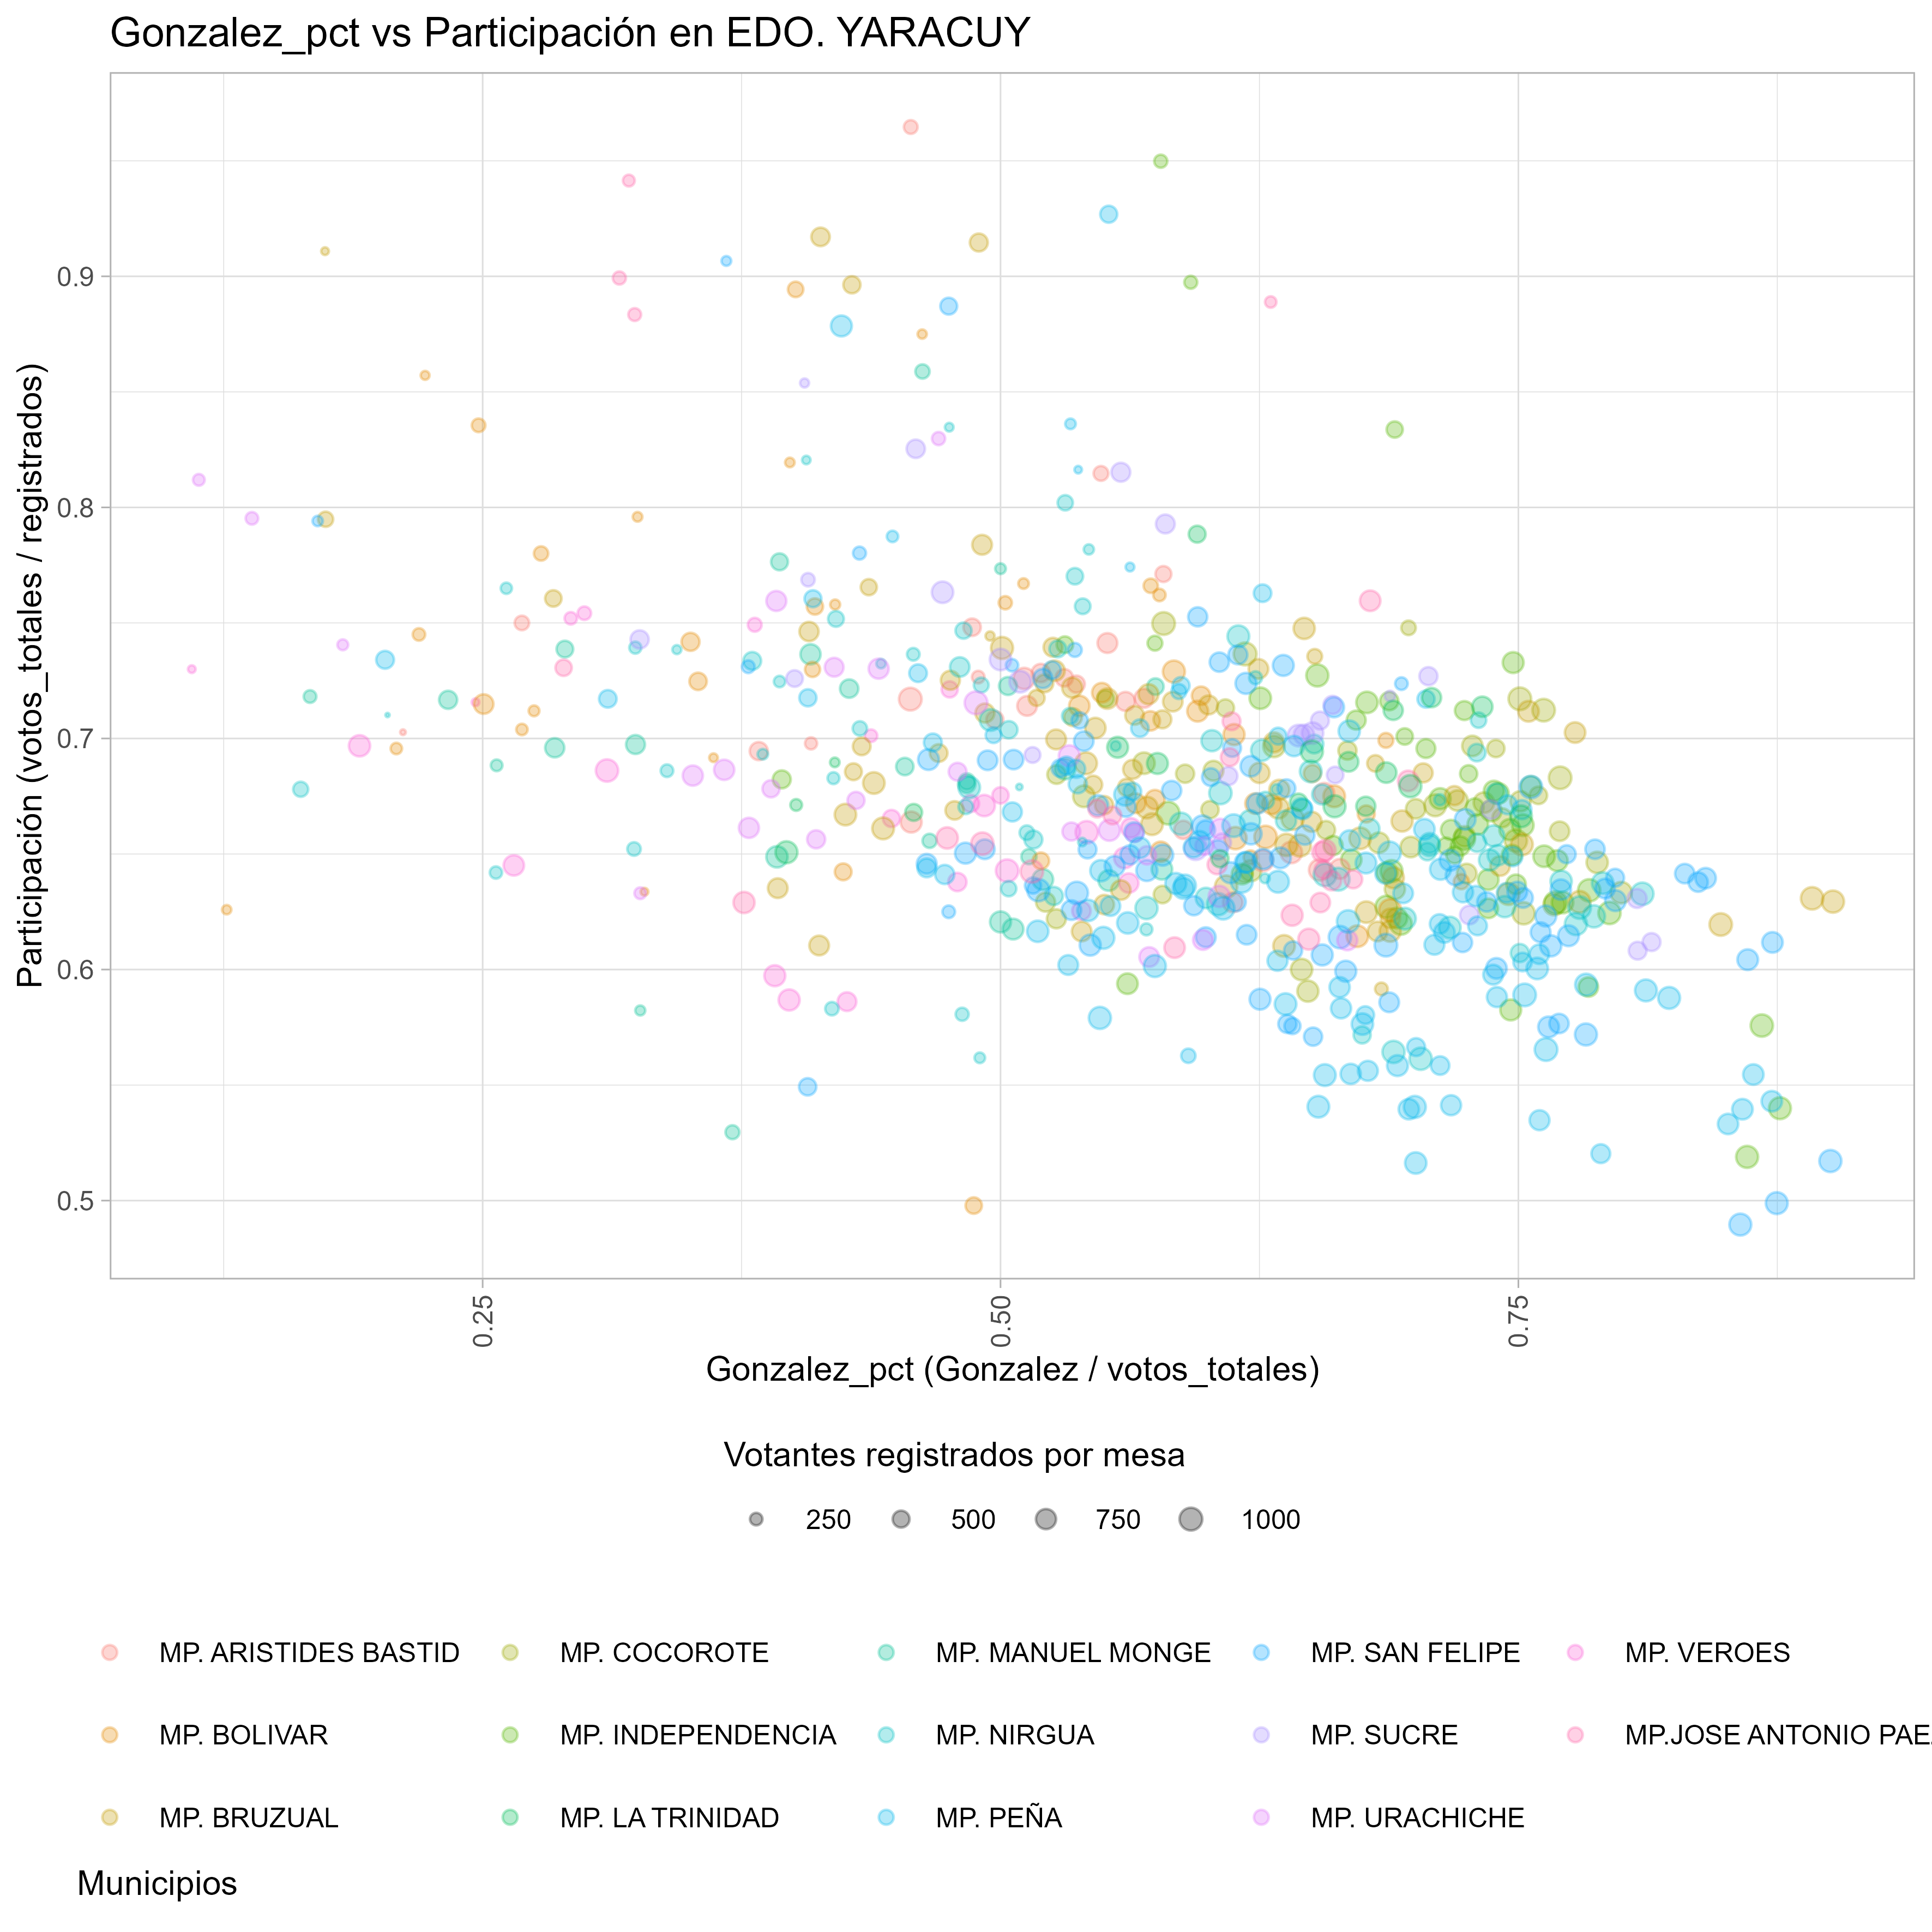 Gonzalez_pct vs Participación en EDO. YARACUY
Participación (votos_totales / registrados)
0.9
0.8
0.7
0.6
0.5
0.25
0.50
0.75
Gonzalez_pct (Gonzalez / votos_totales)
Votantes registrados por mesa
250 500 750 1000
MP. ARISTIDES BASTID MP. COCOROTE MP. MANUEL MONGE MP. SAN FELIPE MP. VEROES
MP. BOLIVAR MP. INDEPENDENCIA MP. NIRGUA MP. SUCRE MP.JOSE ANTONIO PAE
MP. BRUZUAL MP. LA TRINIDAD MP. PEÑA MP. URACHICHE
Municipios